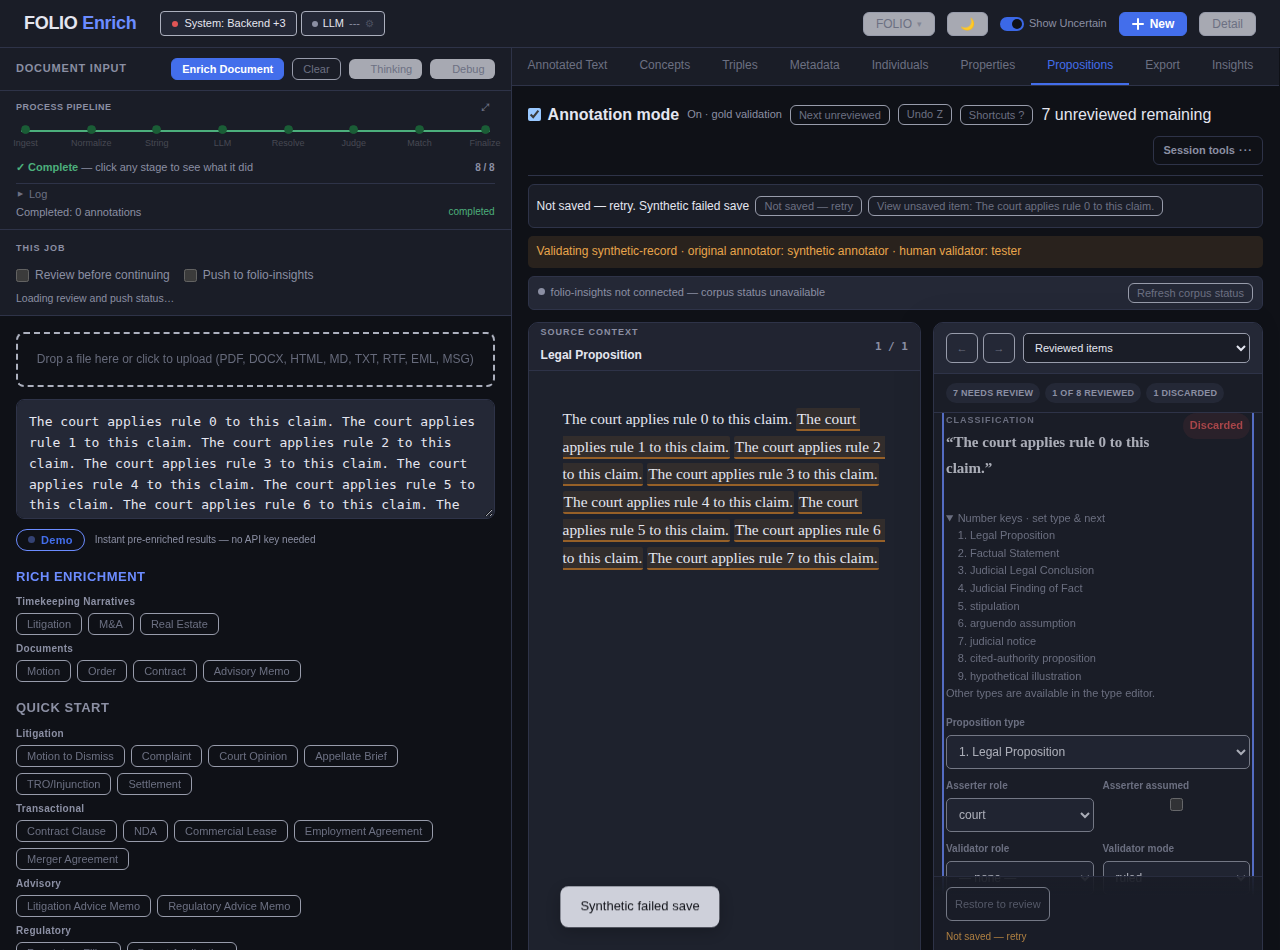 FOLIO Enrich
System: Backend +3
LLM ---
FOLIO
Show Uncertain
New
Detail
DOCUMENT INPUT
Enrich Document
Clear
Thinking
Debug
PROCESS PIPELINE
Ingest
Normalize
String
LLM
Resolve
Judge
Match
Finalize
✓ Complete — click any stage to see what it did
8 / 8
Log
Completed: 0 annotations
completed
THIS JOB
Review before continuing
Push to folio-insights
Loading review and push status…
Drop a file here or click to upload (PDF, DOCX, HTML, MD, TXT, RTF, EML, MSG)
The court applies rule 0 to this claim. The court applies
rule 1 to this claim. The court applies rule 2 to this
claim. The court applies rule 3 to this claim. The court
applies rule 4 to this claim. The court applies rule 5 to
this claim. The court applies rule 6 to this claim. The
Demo
Instant pre-enriched results — no API key needed
RICH ENRICHMENT
Timekeeping Narratives
Litigation
M&A
Real Estate
Documents
Motion
Order
Contract
Advisory Memo
QUICK START
Litigation
Motion to Dismiss
Complaint
Court Opinion
Appellate Brief
TRO/Injunction
Settlement
Transactional
Contract Clause
NDA
Commercial Lease
Employment Agreement
Merger Agreement
Advisory
Litigation Advice Memo
Regulatory Advice Memo
Regulatory
Annotated Text
Concepts
Triples
Metadata
Individuals
Properties
Propositions
Export
Insights
Annotation mode
On · gold validation
Next unreviewed
Undo Z
Shortcuts ?
7 unreviewed remaining
Session tools ···
Not saved — retry. Synthetic failed save
Not saved — retry
View unsaved item: The court applies rule 0 to this claim.
Validating synthetic-record · original annotator: synthetic annotator · human validator: tester
folio-insights not connected — corpus status unavailable
Refresh corpus status
SOURCE CONTEXT
Legal Proposition
1 / 1
The court applies rule 0 to this claim. The court
applies rule 1 to this claim. The court applies rule 2
to this claim. The court applies rule 3 to this claim.
The court applies rule 4 to this claim. The court
applies rule 5 to this claim. The court applies rule 6
to this claim. The court applies rule 7 to this claim.
Synthetic failed save
←
→
Reviewed items
7 NEEDS REVIEW
1 OF 8 REVIEWED
1 DISCARDED
CLASSIFICATION
Discarded
“The court applies rule 0 to this
claim.”
Number keys · set type & next
1. Legal Proposition
2. Factual Statement
3. Judicial Legal Conclusion
4. Judicial Finding of Fact
5. stipulation
6. arguendo assumption
7. judicial notice
8. cited-authority proposition
9. hypothetical illustration
Other types are available in the type editor.
Proposition type
1. Legal Proposition
Asserter role
Asserter assumed
court
Validator role
Validator mode
— none —
ruled
Restore to review
Not saved — retry